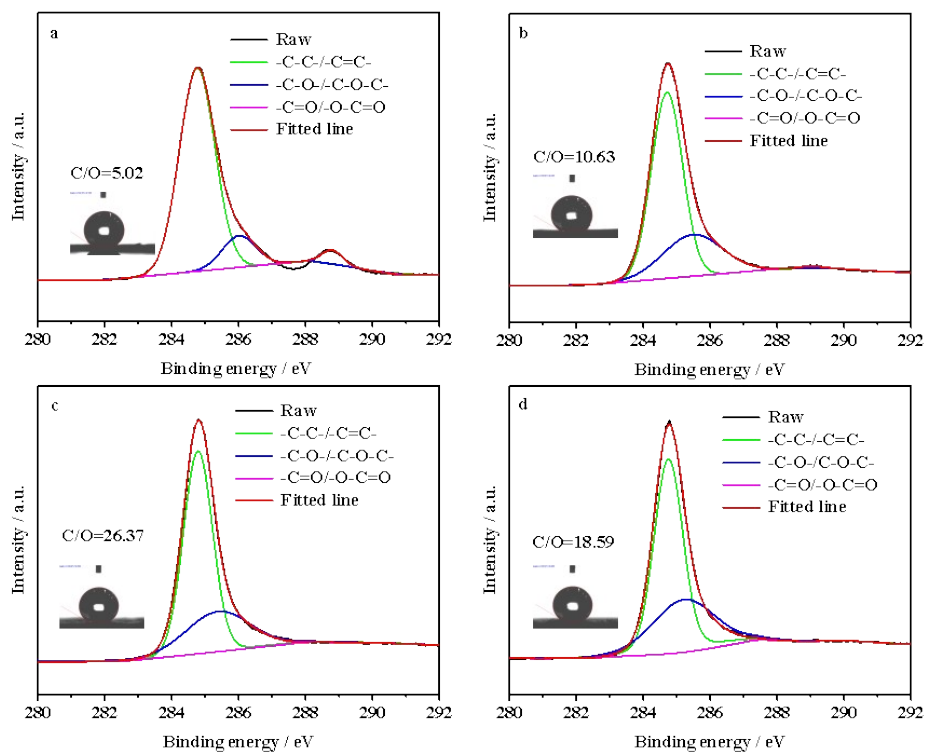 a
Raw
-C-C-/-C=C-
-C-O-/-C-O-C-
-C=O/-O-C=O
Fitted line
C/O=5.02
Intensity / a.u.
280 282 284 286 288 290 292
Binding energy / eV
b
Raw
-C-C-/-C=C-
-C-O-/-C-O-C-
-C=O/-O-C=O
Fitted line
C/O=10.63
Intensity / a.u.
280 282 284 286 288 290 292
Binding energy / eV
c
Raw
-C-C-/-C=C-
-C-O-/-C-O-C-
-C=O/-O-C=O
Fitted line
C/O=26.37
Intensity / a.u.
280 282 284 286 288 290 292
Binding energy / eV
d
Raw
-C-C-/-C=C-
-C-O-/C-O-C-
-C=O/-O-C=O
Fitted line
C/O=18.59
Intensity / a.u.
280 282 284 286 288 290 292
Binding energy / eV